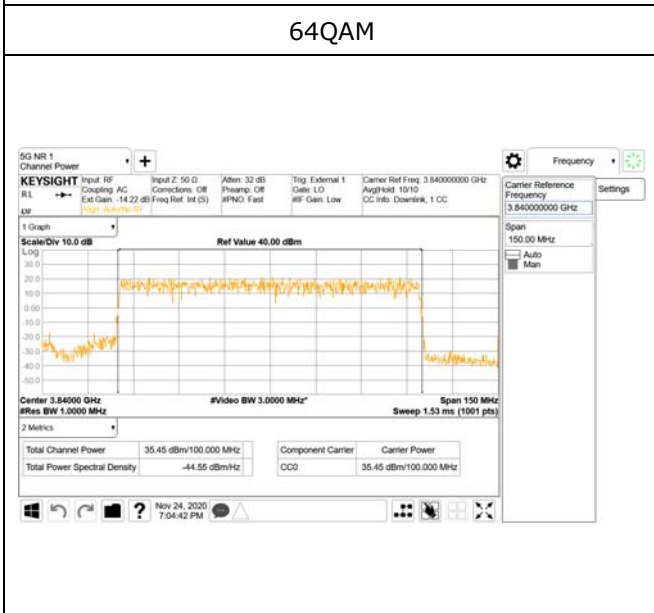 64QAM
5G NR 1
Channel Power
Frequency
KEYSIGHT Input: RF Input Z: 50 Ω Atten: 32 dB Trig: External 1 Carrier Ref Freq: 3.840000000 GHz
RL Coupling: AC Corrections: Off Preamp: Off Gate: LO Avg|Hold: 10/10
Ext Gain: -14.22 dB Freq Ref: Int (S) #PNO: Fast #IF Gain: Low CC Info: Downlink, 1 CC
Align: Auto/No RF
Carrier Reference
Frequency
3.840000000 GHz
Settings
Span
150.00 MHz
Auto
Man
1 Graph
Scale/Div 10.0 dB Ref Value 40.00 dBm
Log
30.0
20.0
10.0
0.00
-10.0
-20.0
-30.0
-40.0
-50.0
Center 3.84000 GHz #Video BW 3.0000 MHz* Span 150 MHz
#Res BW 1.0000 MHz Sweep 1.53 ms (1001 pts)
2 Metrics
Total Channel Power 35.45 dBm/100.000 MHz Component Carrier Carrier Power
Total Power Spectral Density -44.55 dBm/Hz CC0 35.45 dBm/100.000 MHz
Nov 24, 2020
7:04:42 PM